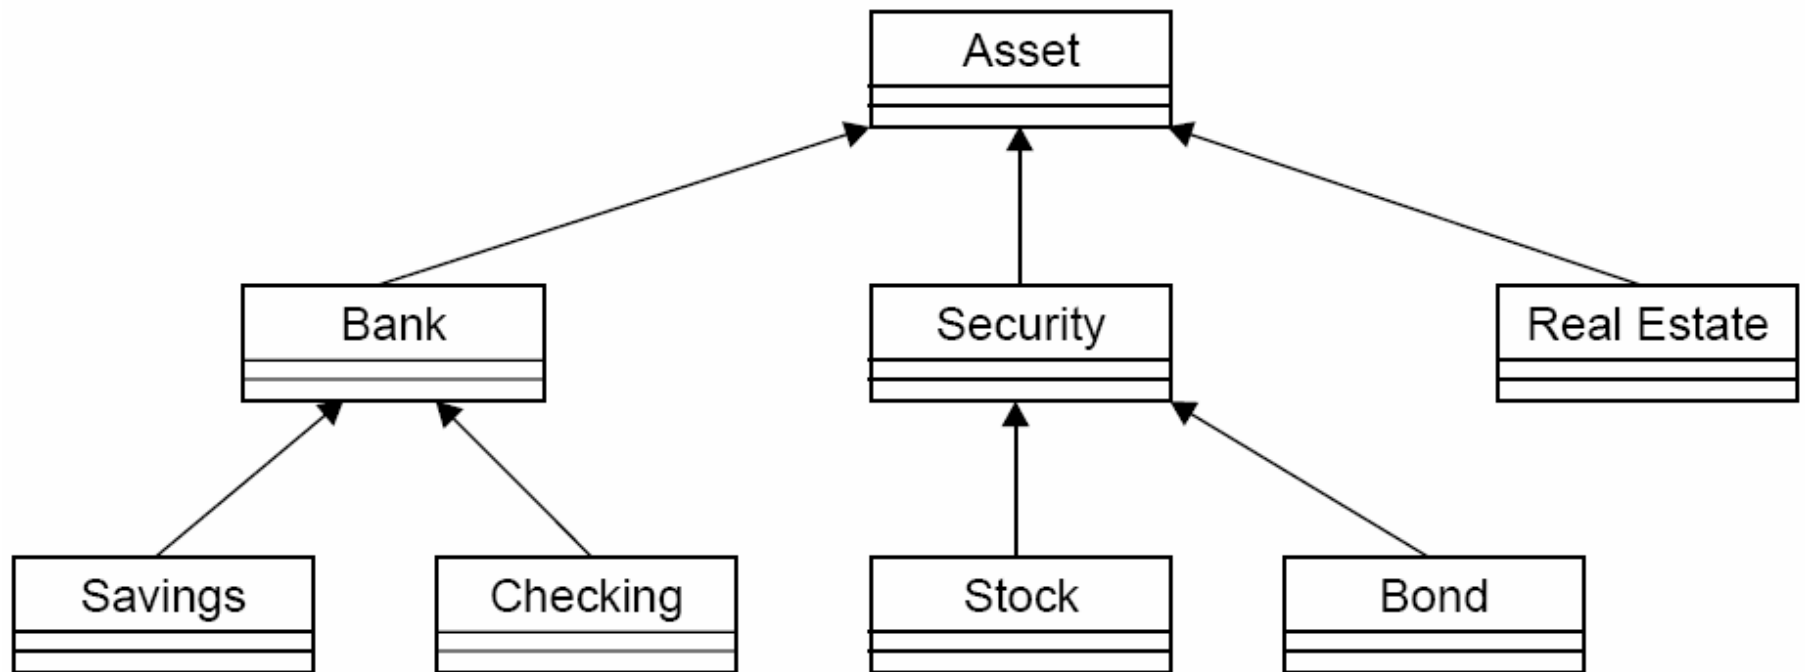 Asset
Bank
Security
Real Estate
Savings
Checking
Stock
Bond